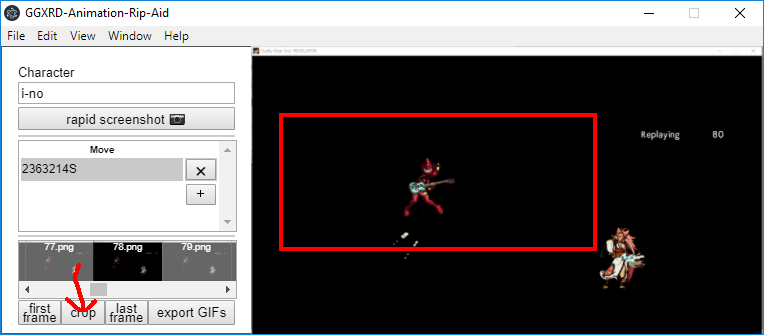 GGXRD-Animation-Rip-Aid
File Edit View Window Help
Character
i-no
rapid screenshot
Move
2363214S
+
77.png 78.png 79.png
first frame
crop
last frame
export GIFs
Guilty Gear Xrd -REVELATOR-
Replaying 80